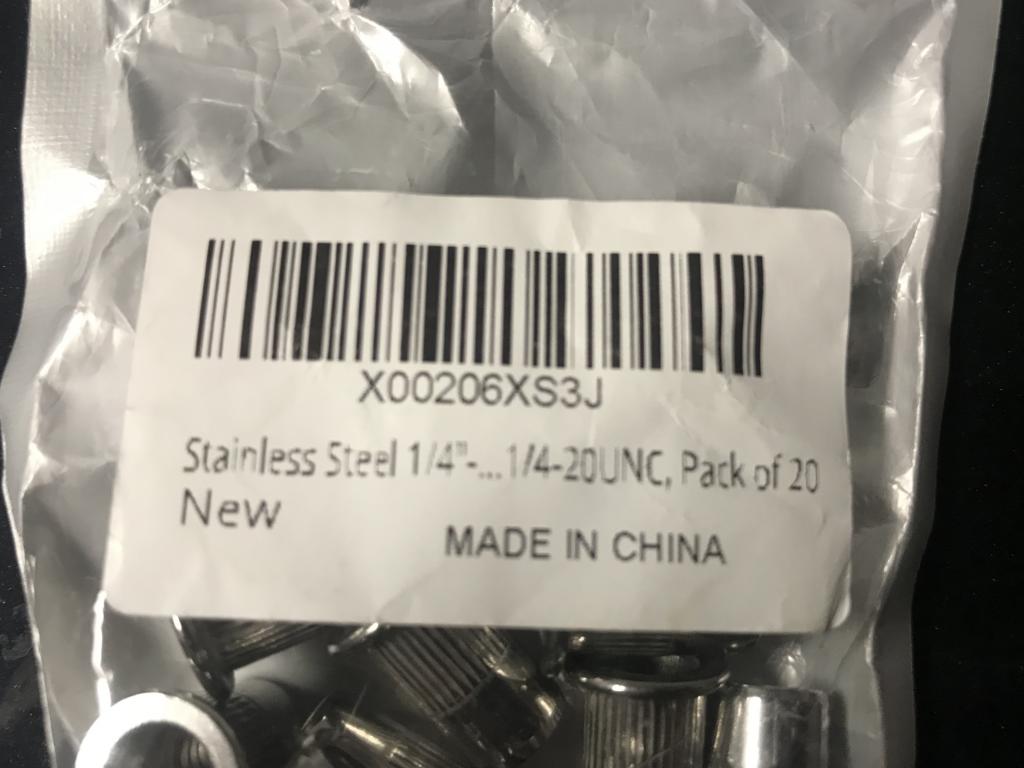 X00206XS3J
Stainless Steel 1/4"-...1/4-20UNC, Pack of 20
New
MADE IN CHINA